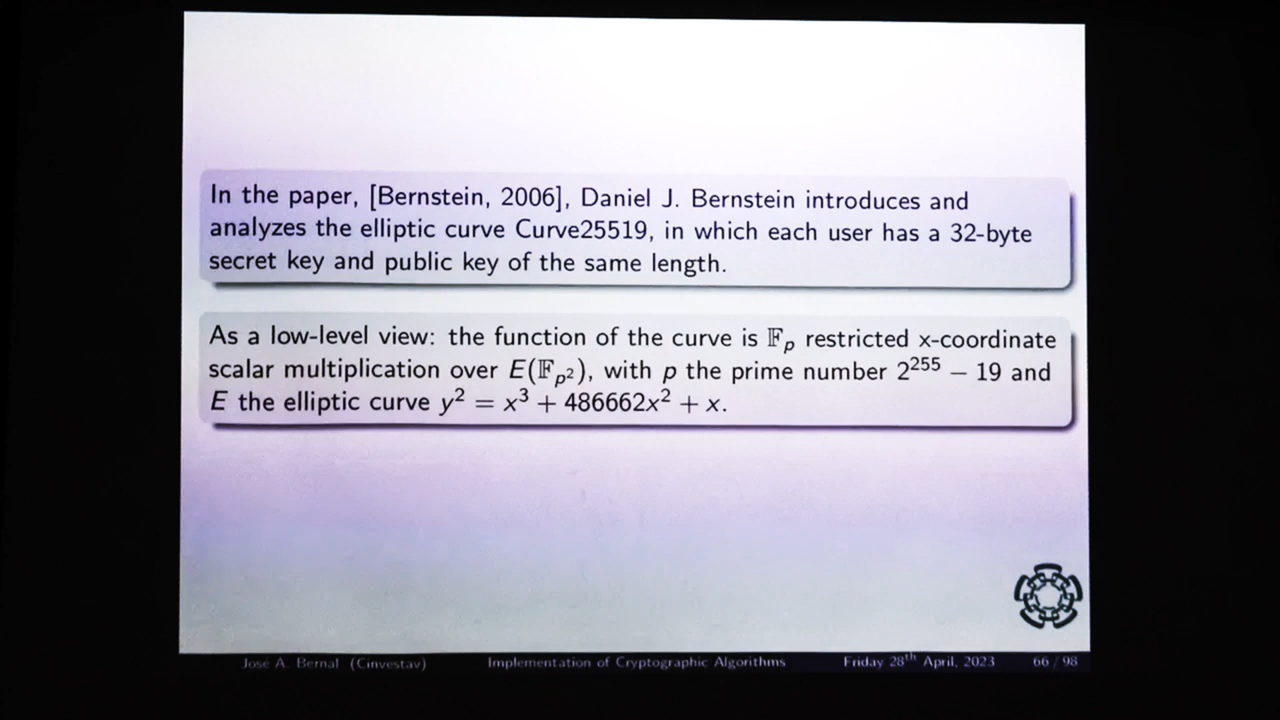 In the paper, [Bernstein, 2006], Daniel J. Bernstein introduces and
analyzes the elliptic curve Curve25519, in which each user has a 32-byte
secret key and public key of the same length.
As a low-level view: the function of the curve is 𝔽ₚ restricted x-coordinate
scalar multiplication over E(𝔽_{p²}), with p the prime number 2²⁵⁵ − 19 and
E the elliptic curve y² = x³ + 486662x² + x.
José A. Bernal (Cinvestav) Implementation of Cryptographic Algorithms Friday 28ᵗʰ April, 2023 66 / 98